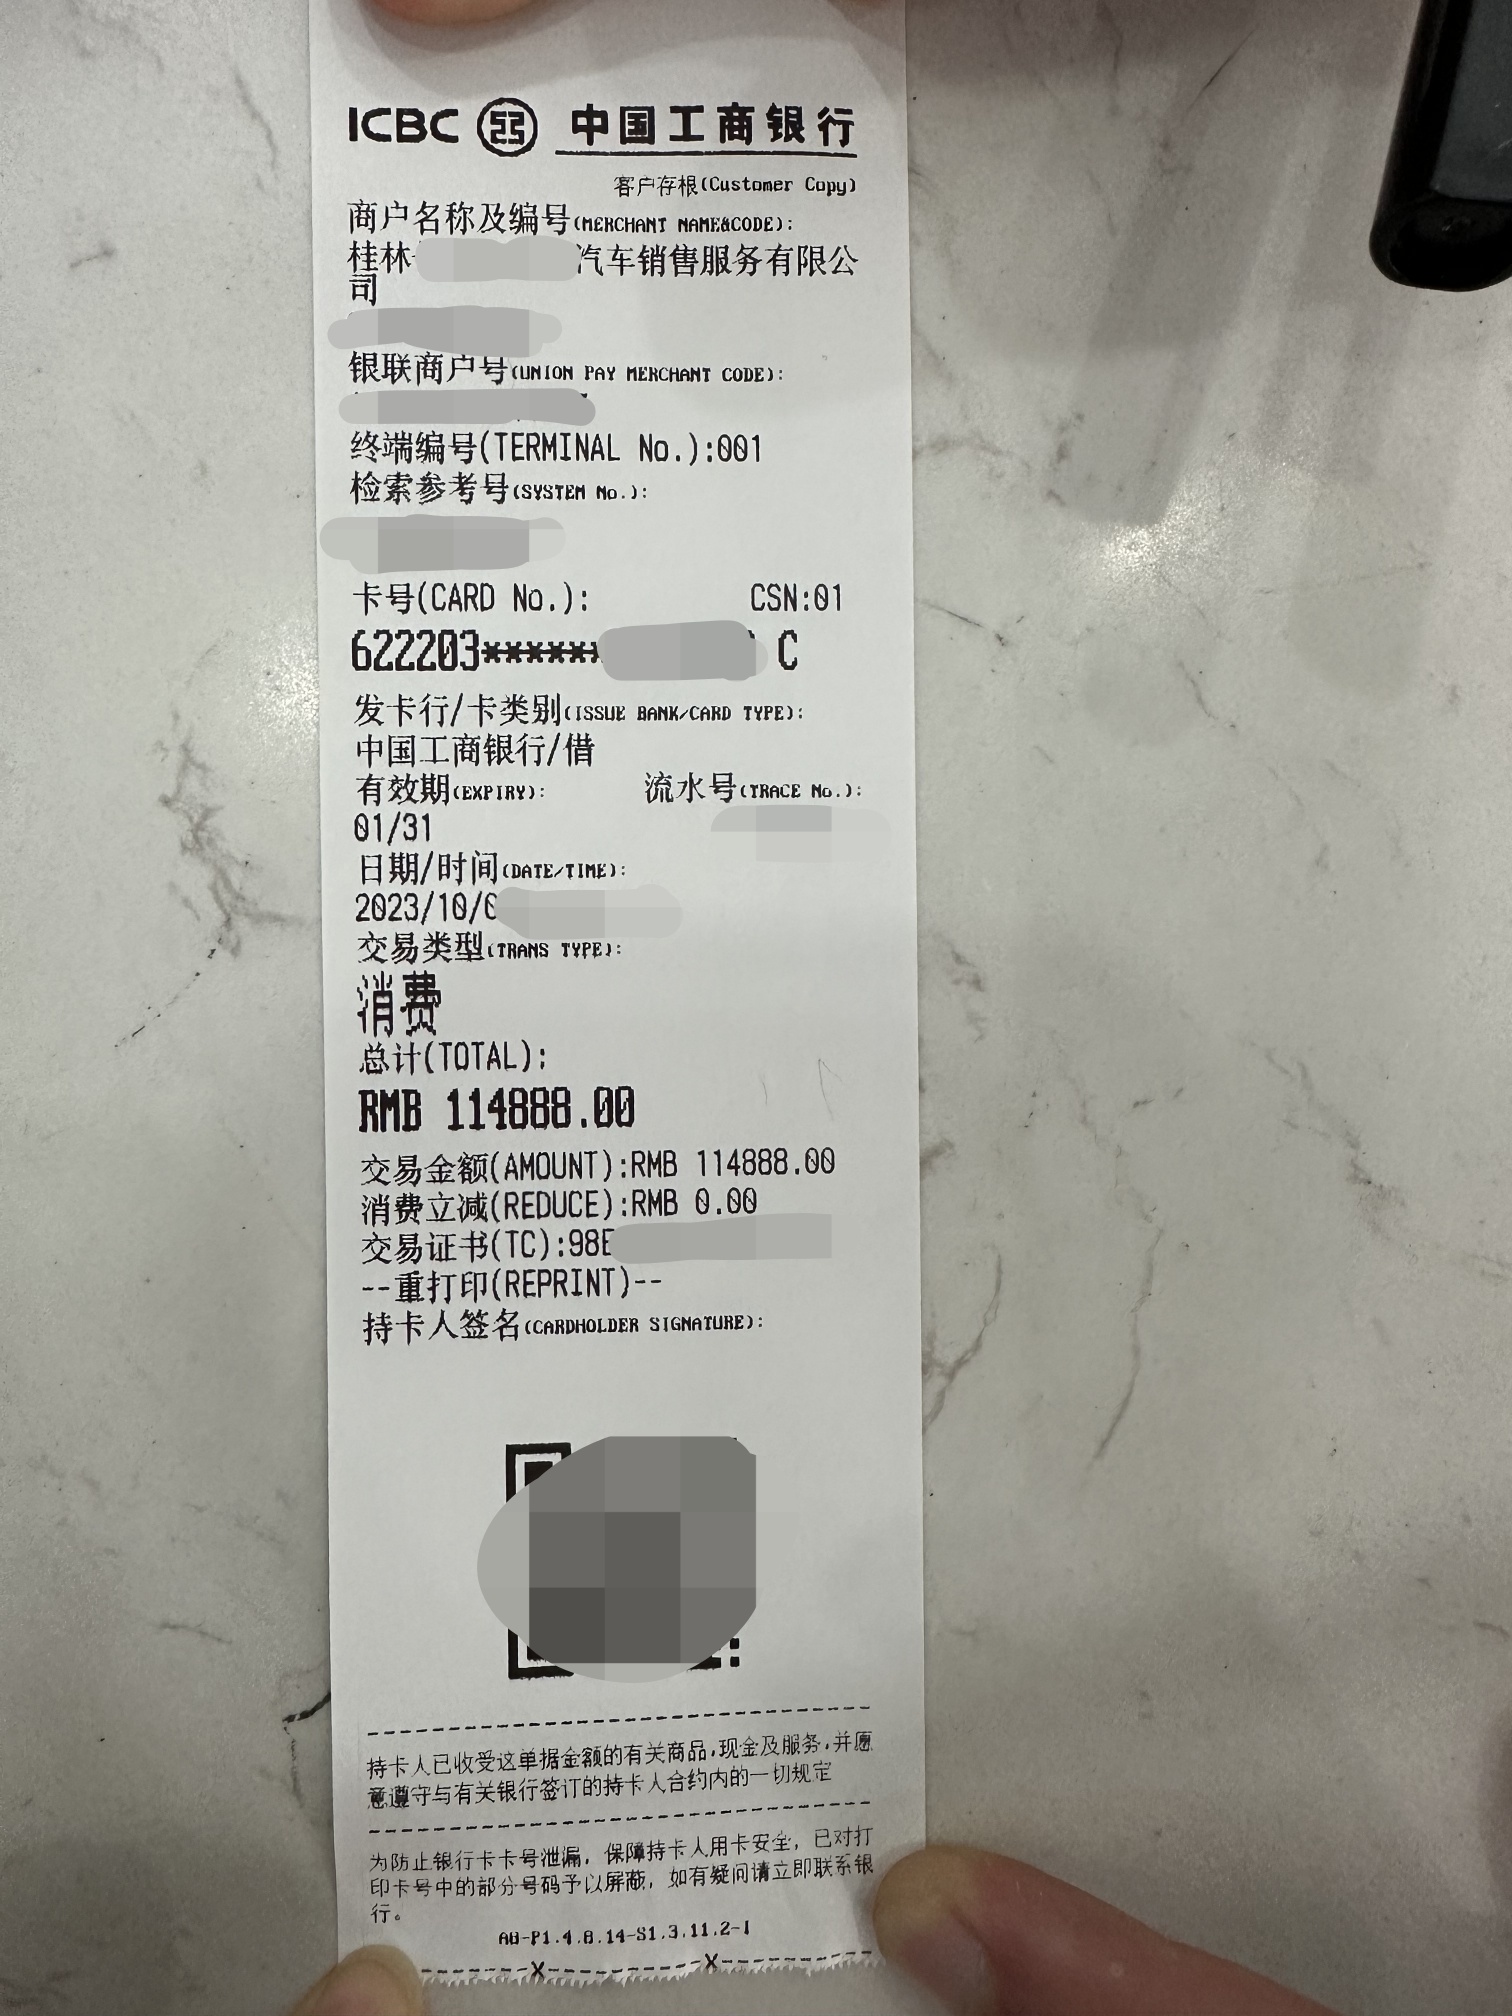 ICBC 中国工商银行
客户存根(Customer Copy)
商户名称及编号(MERCHANT NAME&CODE):
桂林 汽车销售服务有限公
司
银联商户号(UNION PAY MERCHANT CODE):
终端编号(TERMINAL No.):001
检索参考号(SYSTEM No.):
卡号(CARD No.): CSN:01
622203****** C
发卡行/卡类别(ISSUE BANK/CARD TYPE):
中国工商银行/借
有效期(EXPIRY): 流水号(TRACE No.):
01/31
日期/时间(DATE/TIME):
2023/10/0
交易类型(TRANS TYPE):
消费
总计(TOTAL):
RMB 114888.00
交易金额(AMOUNT):RMB 114888.00
消费立减(REDUCE):RMB 0.00
交易证书(TC):98E
--重打印(REPRINT)--
持卡人签名(CARDHOLDER SIGNATURE):
持卡人已收受这单据金额的有关商品,现金及服务,并愿
意遵守与有关银行签订的持卡人合约内的一切规定
为防止银行卡卡号泄漏，保障持卡人用卡安全，已对打
印卡号中的部分号码予以屏蔽，如有疑问请立即联系银
行。
A8-P1.4.8.14-S1.3.11.2-I